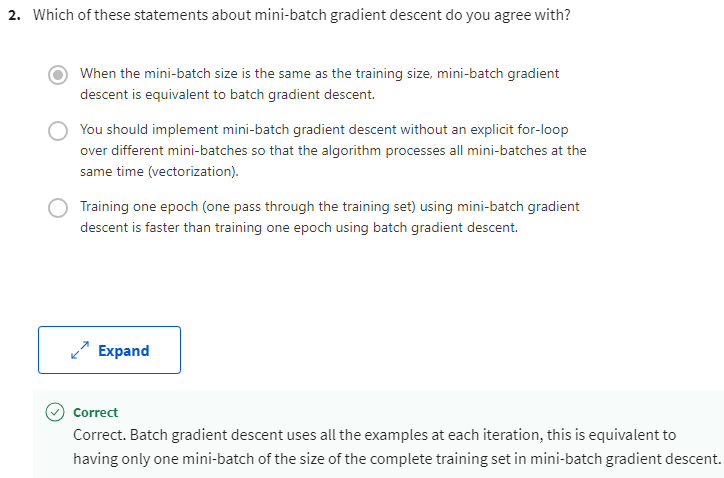 2. Which of these statements about mini-batch gradient descent do you agree with?
When the mini-batch size is the same as the training size, mini-batch gradient
descent is equivalent to batch gradient descent.
You should implement mini-batch gradient descent without an explicit for-loop
over different mini-batches so that the algorithm processes all mini-batches at the
same time (vectorization).
Training one epoch (one pass through the training set) using mini-batch gradient
descent is faster than training one epoch using batch gradient descent.
Expand
Correct
Correct. Batch gradient descent uses all the examples at each iteration, this is equivalent to
having only one mini-batch of the size of the complete training set in mini-batch gradient descent.